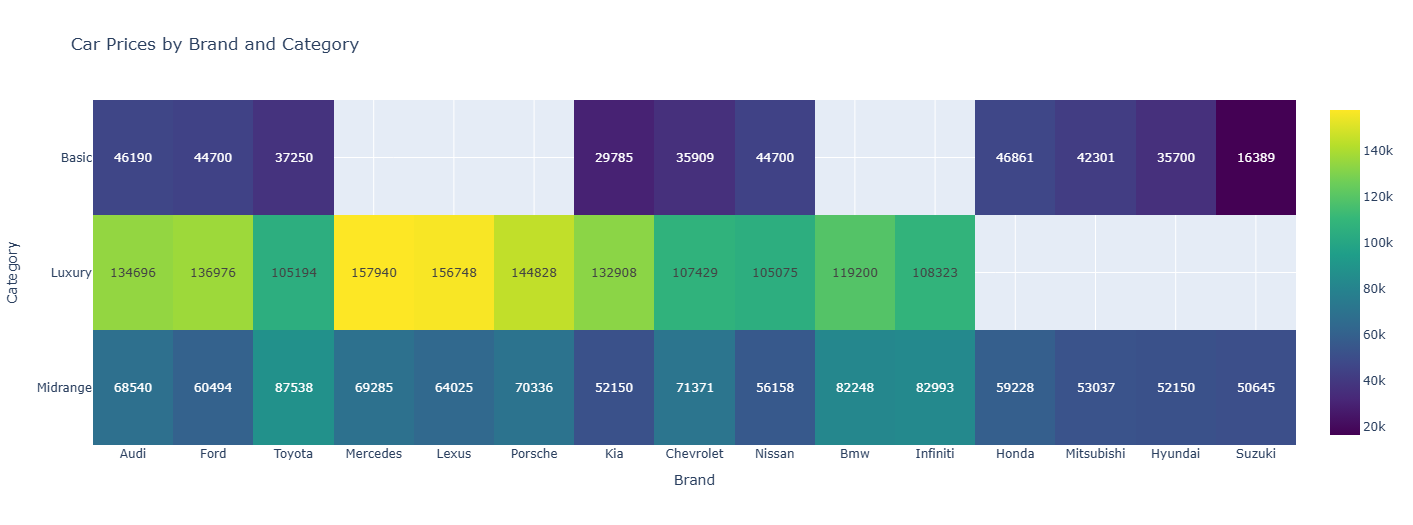 Car Prices by Brand and Category
Category
Basic 46190 44700 37250 29785 35909 44700 46861 42301 35700 16389
Luxury 134696 136976 105194 157940 156748 144828 132908 107429 105075 119200 108323
Midrange 68540 60494 87538 69285 64025 70336 52150 71371 56158 82248 82993 59228 53037 52150 50645
Audi Ford Toyota Mercedes Lexus Porsche Kia Chevrolet Nissan Bmw Infiniti Honda Mitsubishi Hyundai Suzuki
Brand
140k
120k
100k
80k
60k
40k
20k